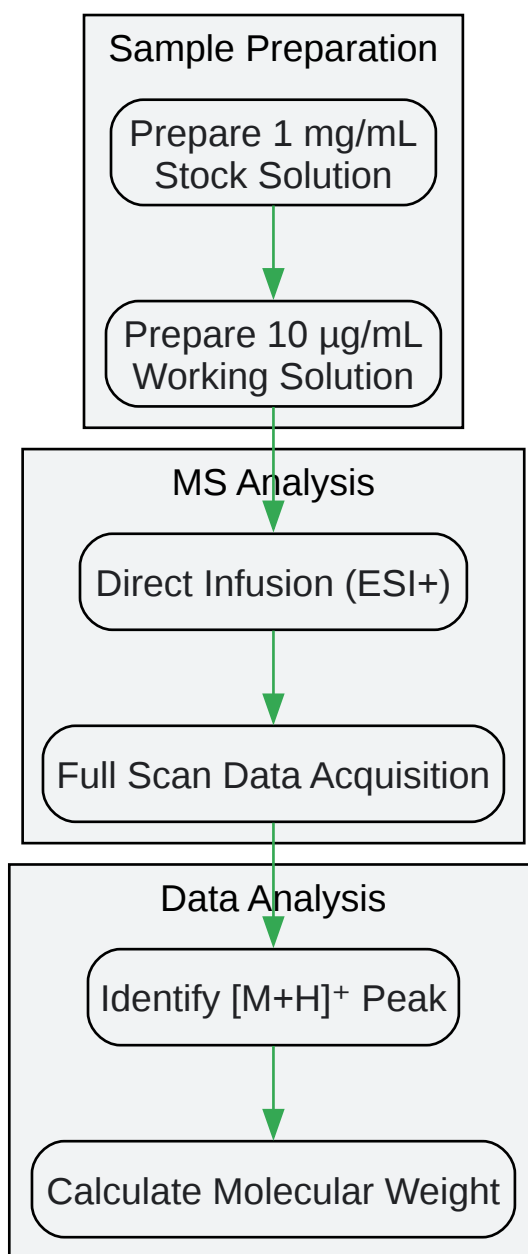 Sample Preparation
Prepare 1 mg/mL
Stock Solution
Prepare 10 µg/mL
Working Solution
MS Analysis
Direct Infusion (ESI+)
Full Scan Data Acquisition
Data Analysis
Identify [M+H]⁺ Peak
Calculate Molecular Weight